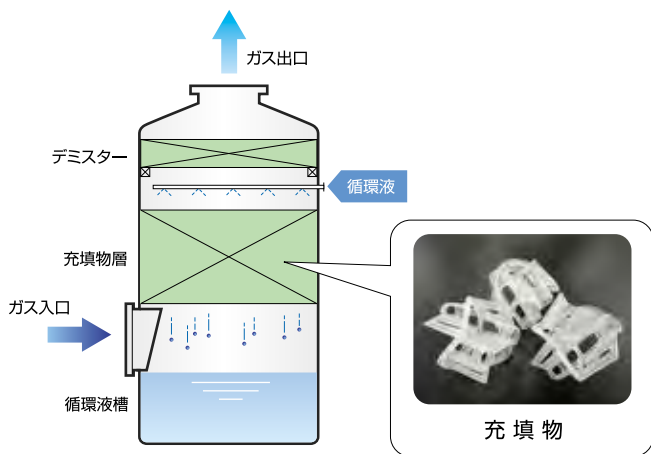 ガス出口
デミスター
循環液
充填物層
ガス入口
循環液槽
充填物